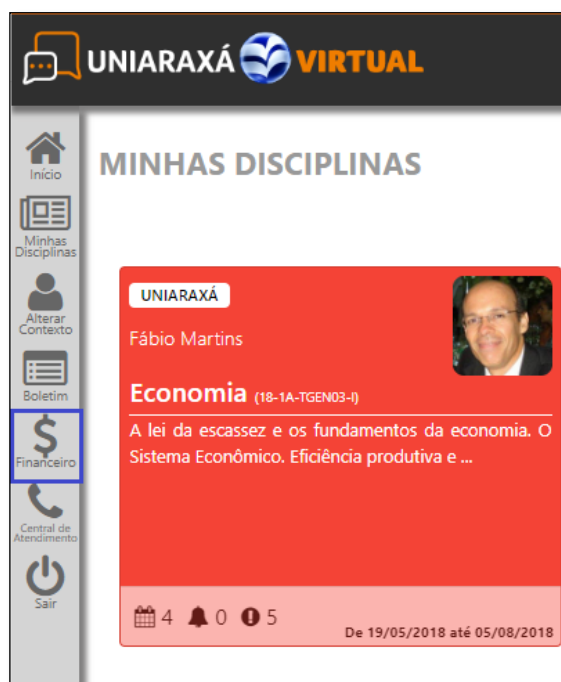 UNIARAXÁ VIRTUAL
Início
Minhas
Disciplinas
Alterar
Contexto
Boletim
Financeiro
Central de
Atendimento
Sair
MINHAS DISCIPLINAS
UNIARAXÁ
Fábio Martins
Economia (18-1A-TGEN03-I)
A lei da escassez e os fundamentos da economia. O
Sistema Econômico. Eficiência produtiva e ...
4 0 5
De 19/05/2018 até 05/08/2018